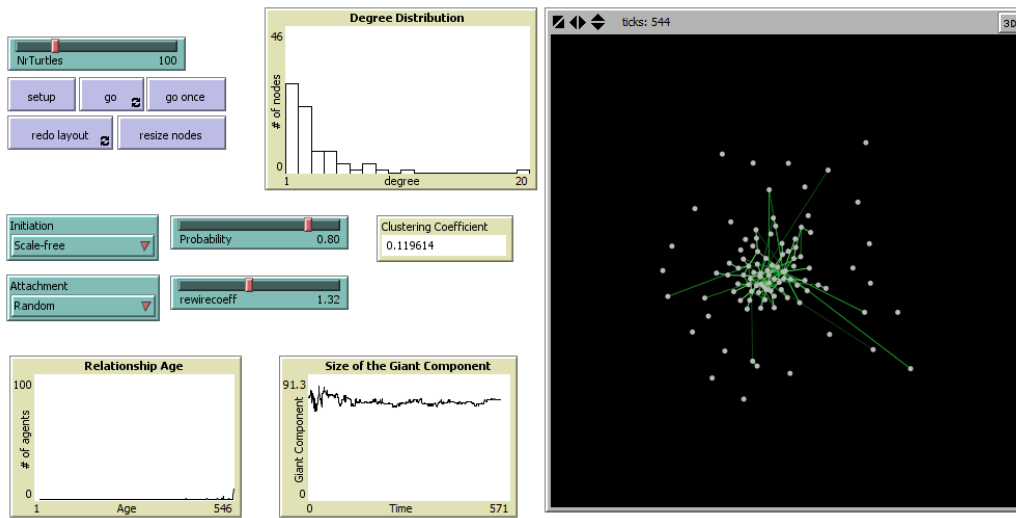 NrTurtles 100
setup
go
go once
redo layout
resize nodes
Degree Distribution
46
# of nodes
0
1
degree
20
Initiation
Scale-free
Probability 0.80
Clustering Coefficient
0.119614
Attachment
Random
rewirecoeff 1.32
Relationship Age
100
# of agents
0
1
Age
546
Size of the Giant Component
91.3
Giant Component
0
0
Time
571
ticks: 544
3D